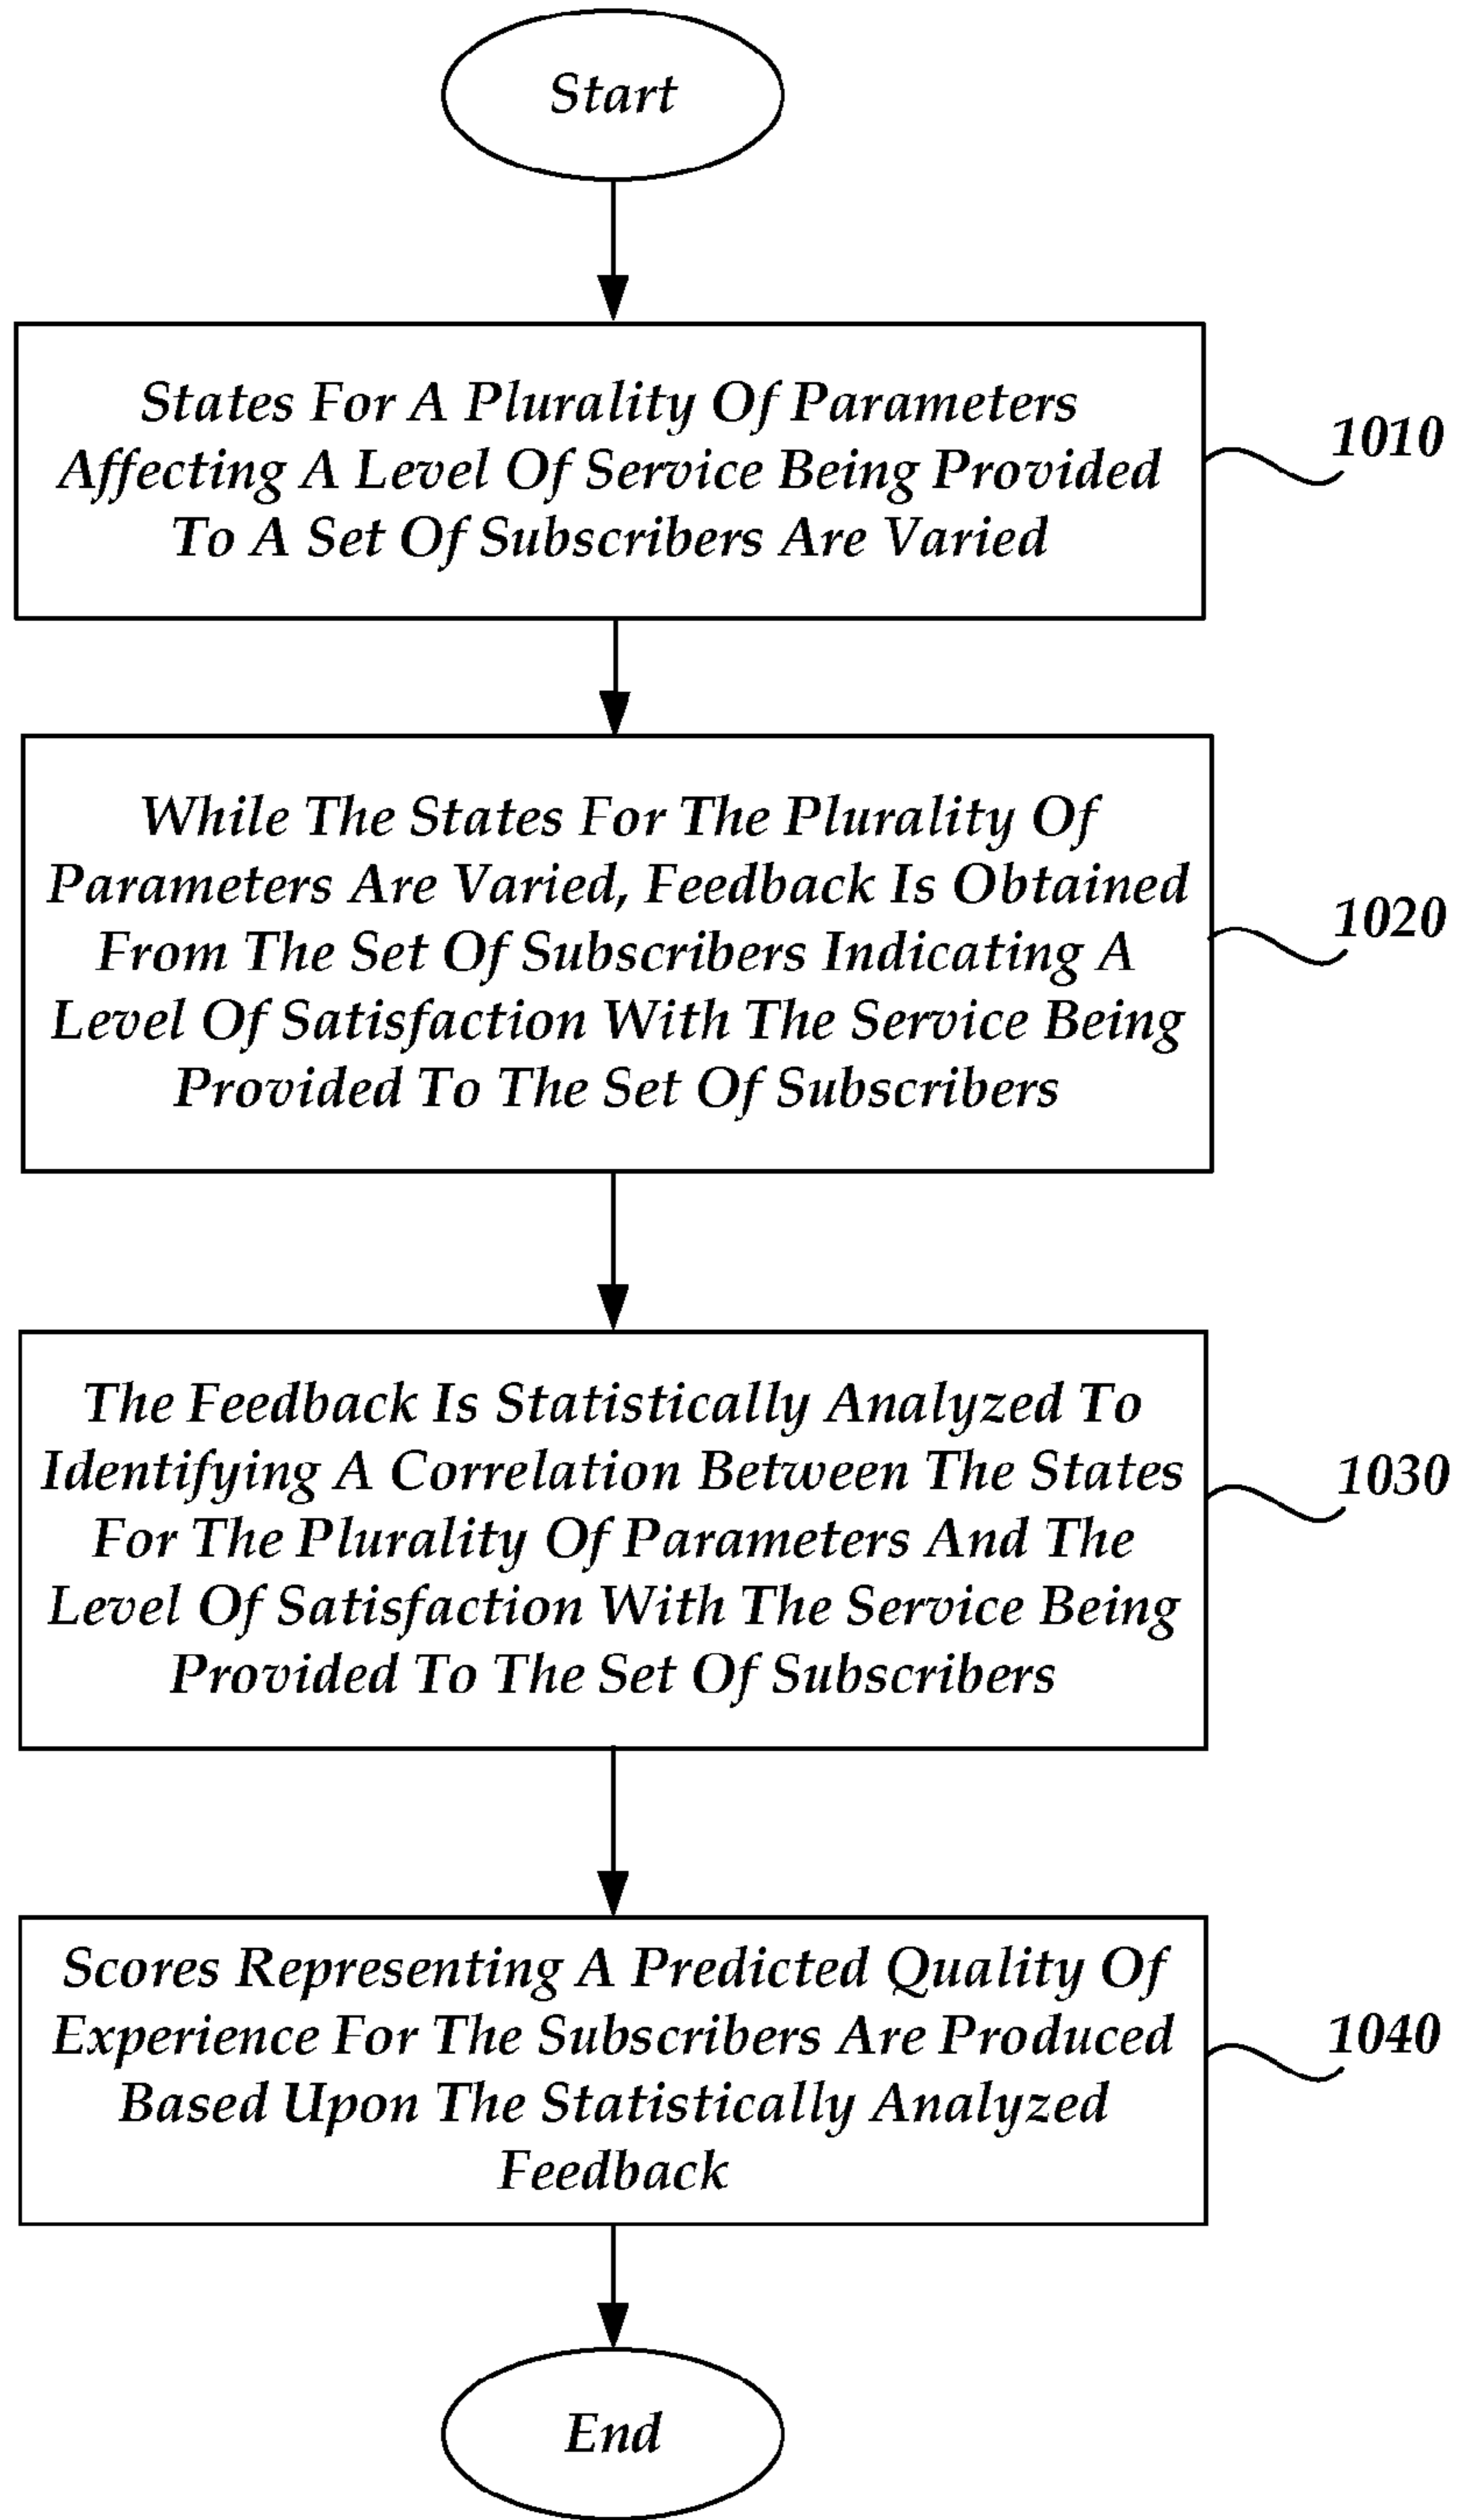 Start
States For A Plurality Of Parameters
Affecting A Level Of Service Being Provided
To A Set Of Subscribers Are Varied
1010
While The States For The Plurality Of
Parameters Are Varied, Feedback Is Obtained
From The Set Of Subscribers Indicating A
Level Of Satisfaction With The Service Being
Provided To The Set Of Subscribers
1020
The Feedback Is Statistically Analyzed To
Identifying A Correlation Between The States
For The Plurality Of Parameters And The
Level Of Satisfaction With The Service Being
Provided To The Set Of Subscribers
1030
Scores Representing A Predicted Quality Of
Experience For The Subscribers Are Produced
Based Upon The Statistically Analyzed
Feedback
1040
End